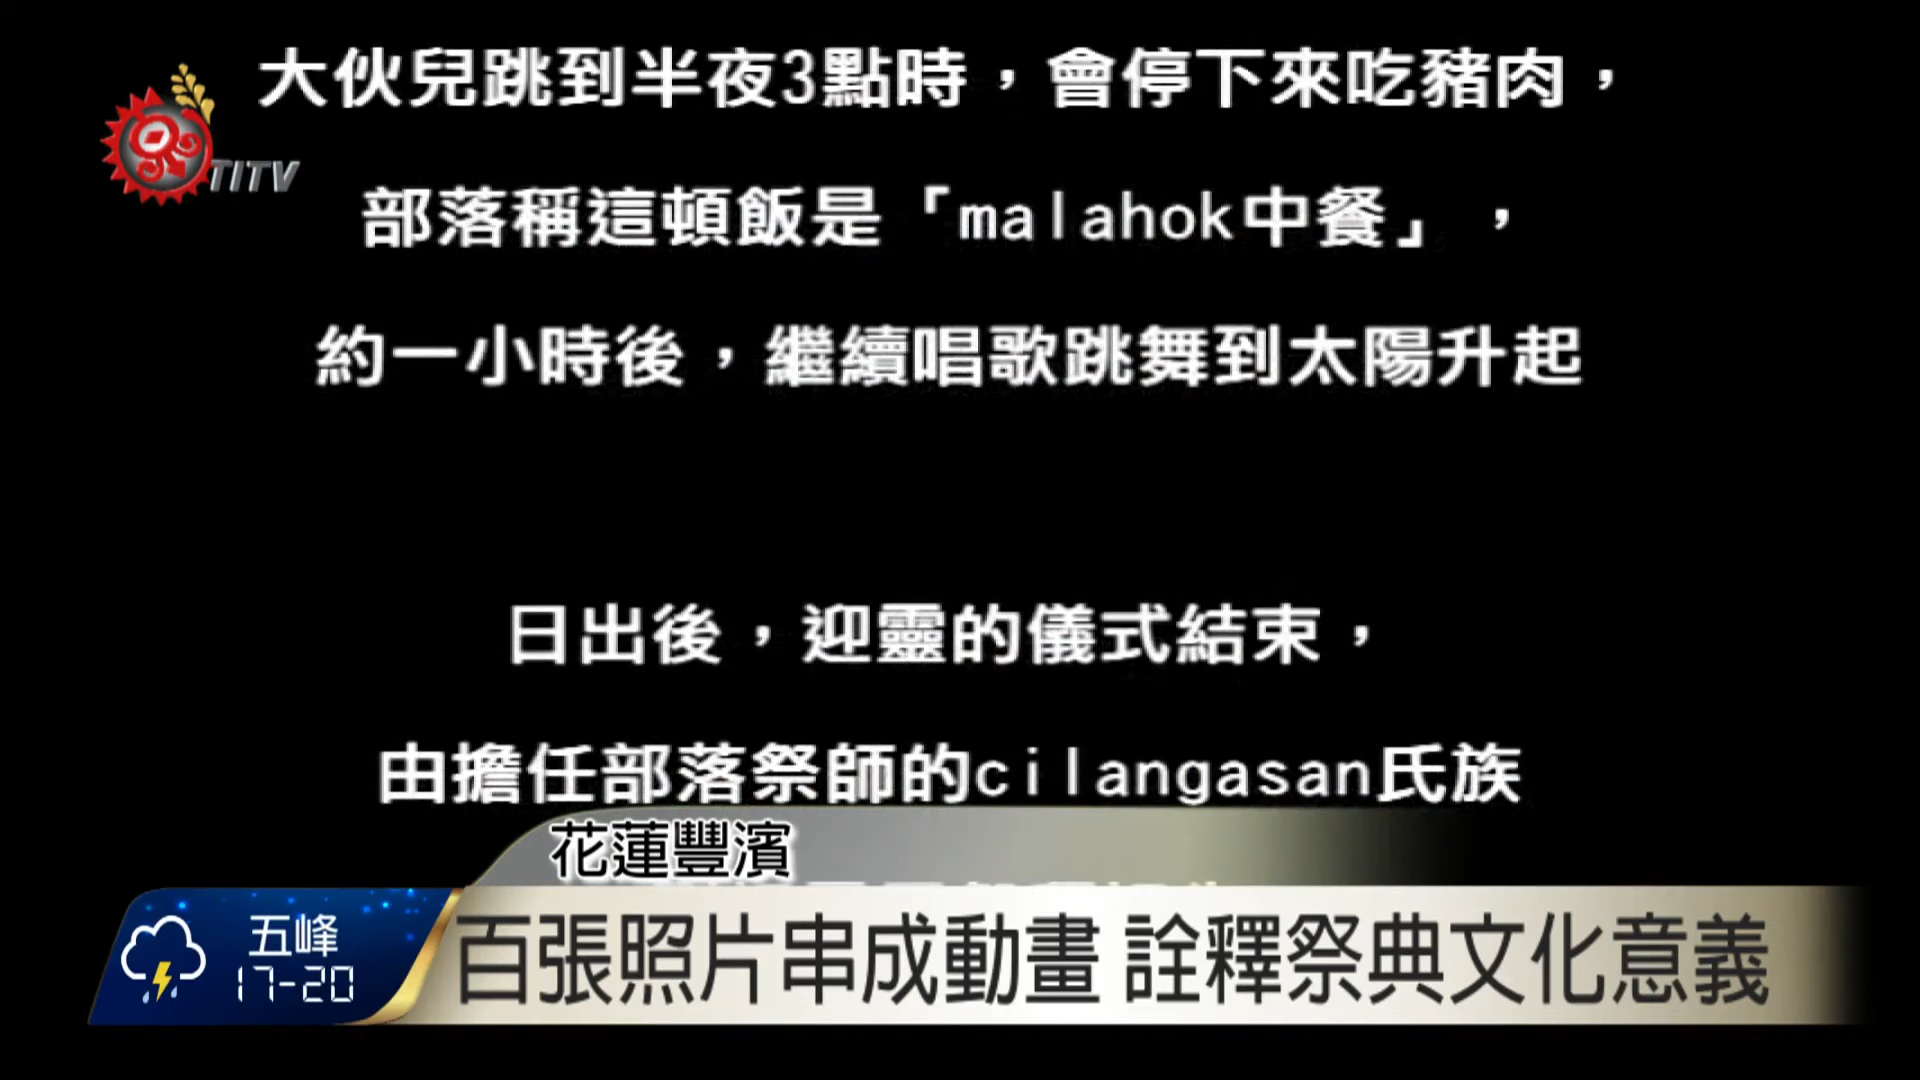 大伙兒跳到半夜3點時，會停下來吃豬肉，
TITV
部落稱這頓飯是「malahok中餐」，
約一小時後，繼續唱歌跳舞到太陽升起
日出後，迎靈的儀式結束，
由擔任部落祭師的cilangasan氏族
花蓮豐濱
五峰
17-20
百張照片串成動畫 詮釋祭典文化意義